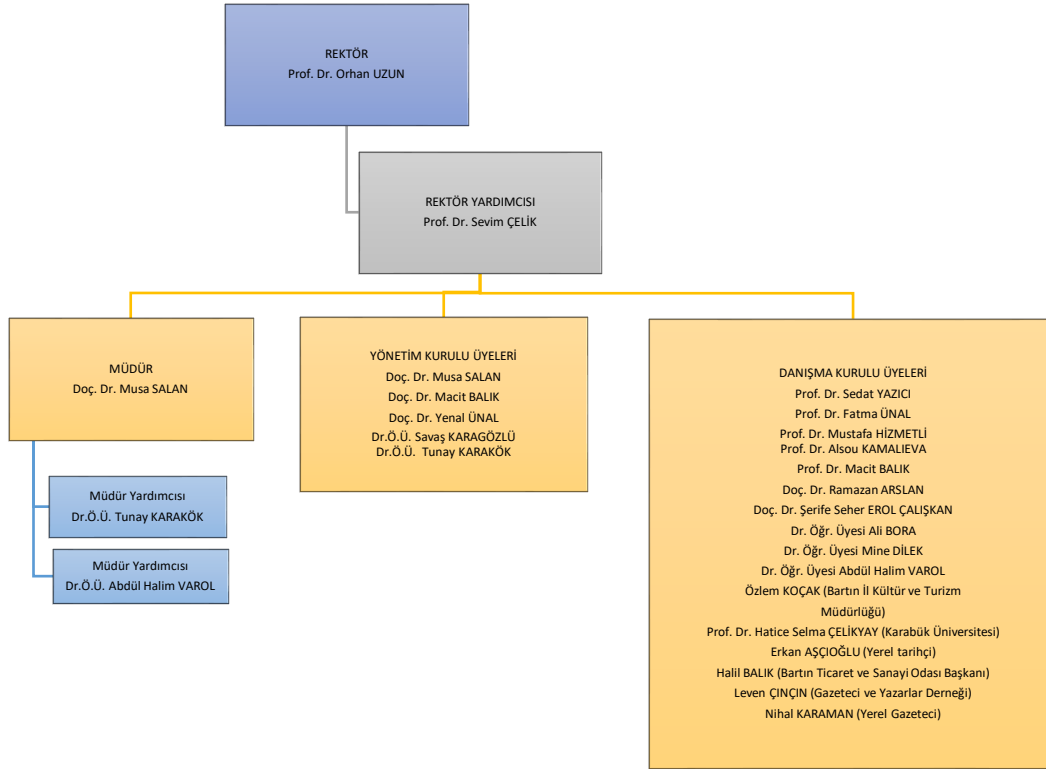 REKTÖR
Prof. Dr. Orhan UZUN
REKTÖR YARDIMCISI
Prof. Dr. Sevim ÇELİK
MÜDÜR
Doç. Dr. Musa SALAN
Müdür Yardımcısı
Dr.Ö.Ü. Tunay KARAKÖK
Müdür Yardımcısı
Dr.Ö.Ü. Abdül Halim VAROL
YÖNETİM KURULU ÜYELERİ
Doç. Dr. Musa SALAN
Doç. Dr. Macit BALIK
Doç. Dr. Yenal ÜNAL
Dr.Ö.Ü. Savaş KARAGÖZLÜ
Dr.Ö.Ü. Tunay KARAKÖK
DANIŞMA KURULU ÜYELERİ
Prof. Dr. Sedat YAZICI
Prof. Dr. Fatma ÜNAL
Prof. Dr. Mustafa HİZMETLİ
Prof. Dr. Alsou KAMALIEVA
Prof. Dr. Macit BALIK
Doç. Dr. Ramazan ARSLAN
Doç. Dr. Şerife Seher EROL ÇALIŞKAN
Dr. Öğr. Üyesi Ali BORA
Dr. Öğr. Üyesi Mine DİLEK
Dr. Öğr. Üyesi Abdül Halim VAROL
Özlem KOÇAK (Bartın İl Kültür ve Turizm
Müdürlüğü)
Prof. Dr. Hatice Selma ÇELİKYAY (Karabük Üniversitesi)
Erkan AŞÇIOĞLU (Yerel tarihçi)
Halil BALIK (Bartın Ticaret ve Sanayi Odası Başkanı)
Leven ÇINÇIN (Gazeteci ve Yazarlar Derneği)
Nihal KARAMAN (Yerel Gazeteci)